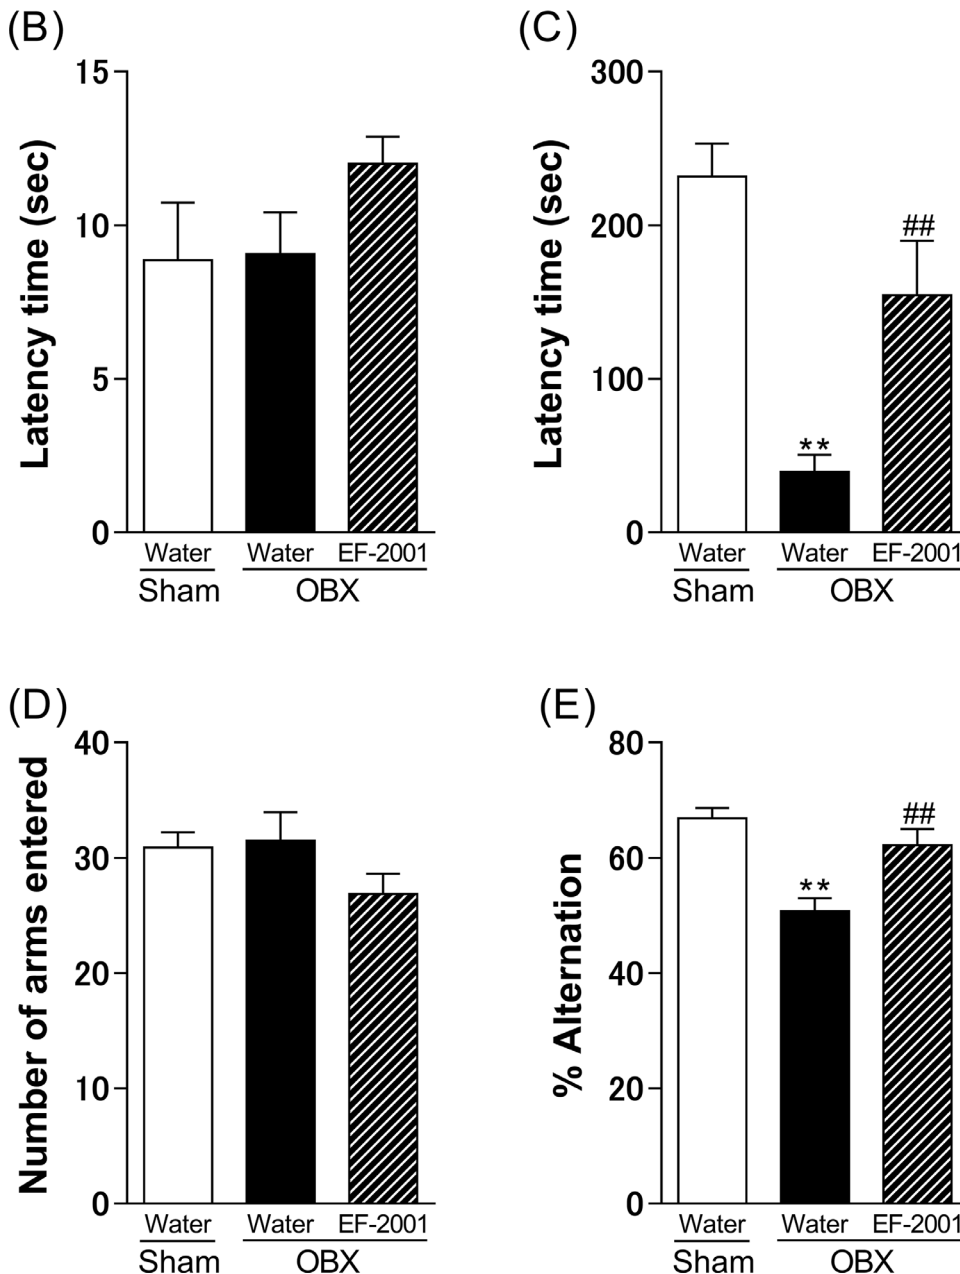 (B)
Latency time (sec)
15
10
5
0
Water Water EF-2001
Sham OBX
(C)
Latency time (sec)
300
200
100
0
**
##
Water Water EF-2001
Sham OBX
(D)
Number of arms entered
40
30
20
10
0
Water Water EF-2001
Sham OBX
(E)
% Alternation
80
60
40
20
0
**
##
Water Water EF-2001
Sham OBX